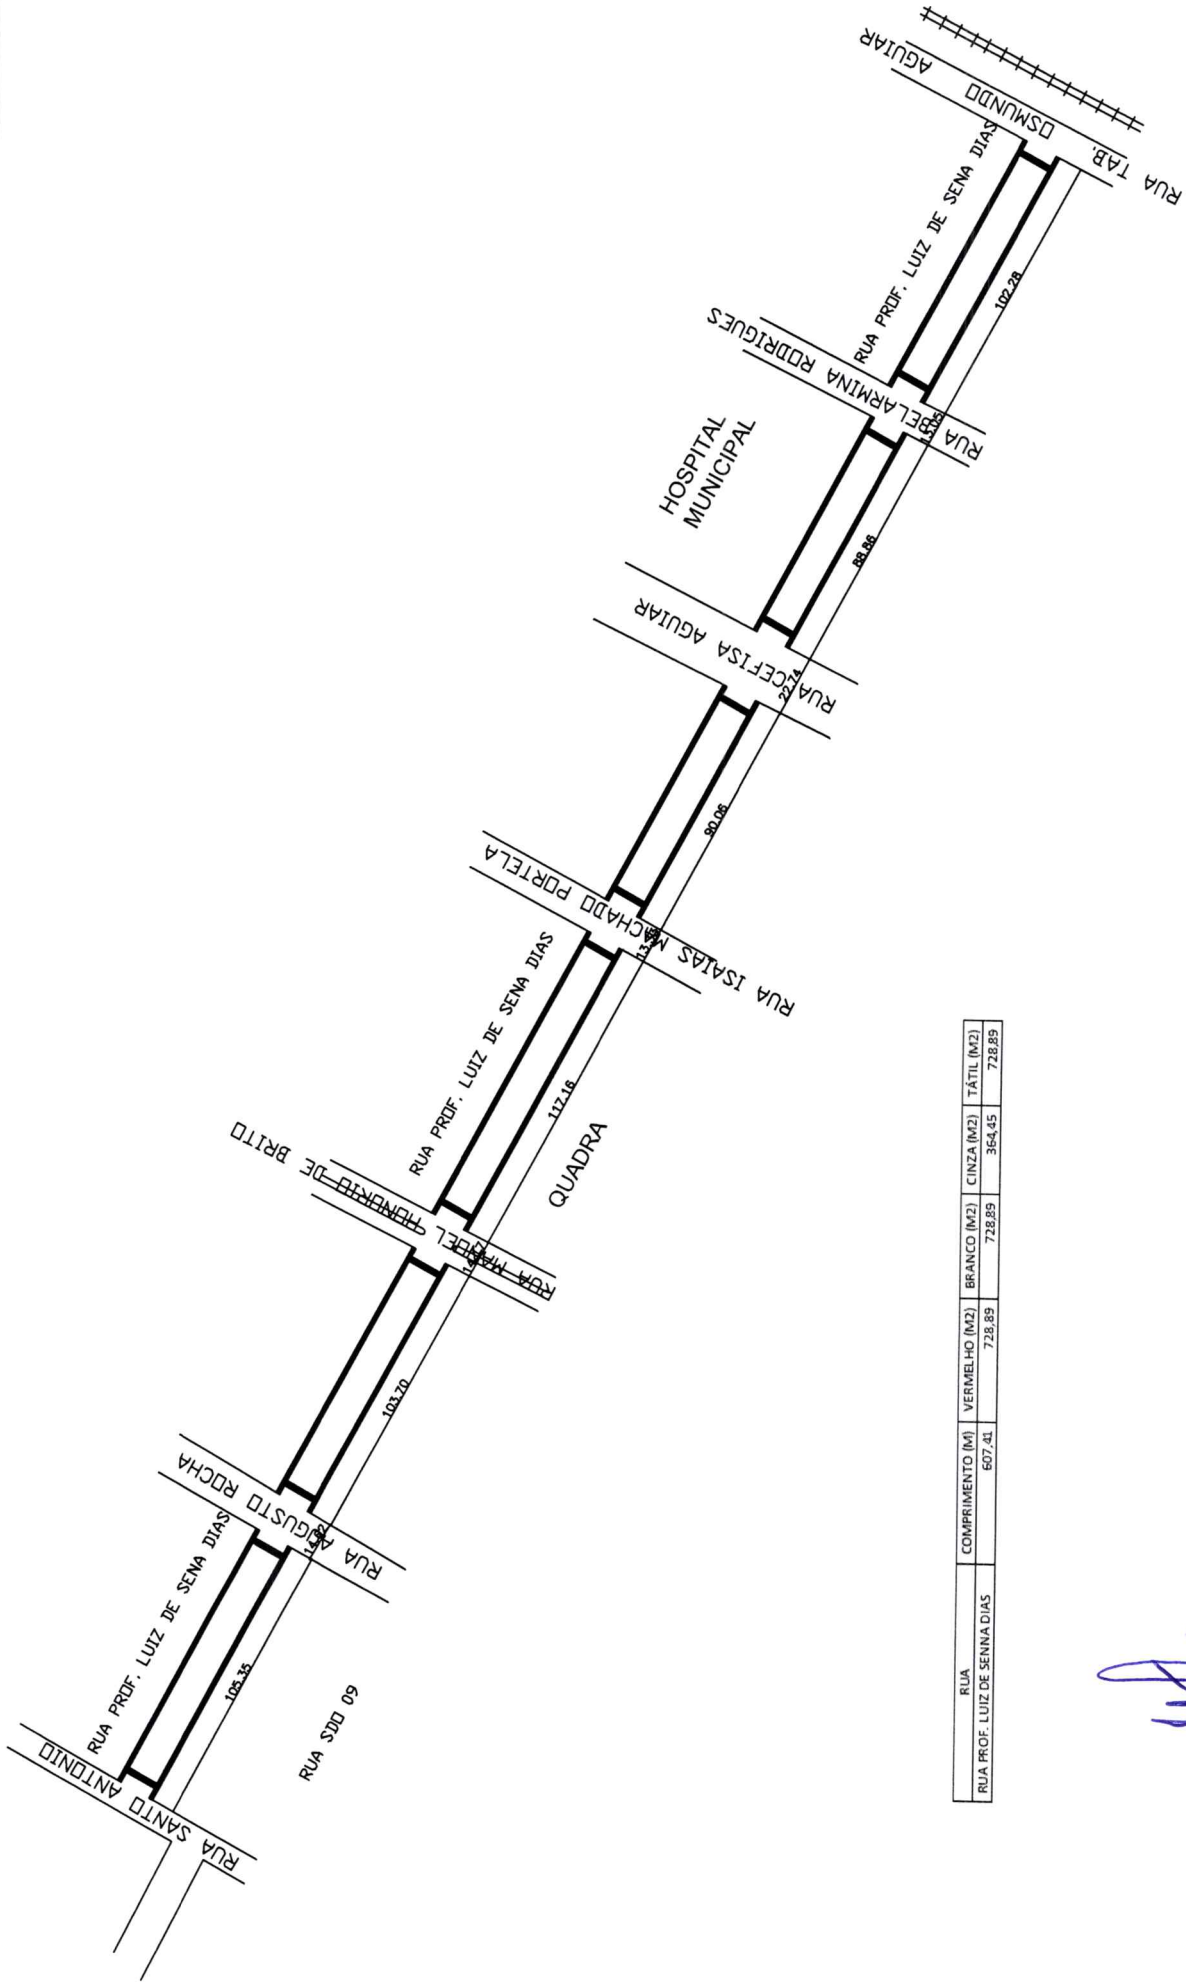 RUA TAB. OSMUNDO AGUIAR
RUA PROF. LUIZ DE SENA DIAS
102.28
RUA BELARMINA RODRIGUES
13.05
HOSPITAL
MUNICIPAL
88.86
RUA CEFISA AGUIAR
22.74
90.06
RUA ISAIAS MACHADO PORTELA
RUA PROF. LUIZ DE SENA DIAS
117.16
QUADRA
RUA MANOEL HONORIO DE BRITO
103.70
RUA AUGUSTO ROCHA
RUA PROF. LUIZ DE SENA DIAS
105.35
RUA SDO 09
RUA SANTO ANTONIO
RUA COMPRIMENTO (M) VERMELHO (M2) BRANCO (M2) CINZA (M2) TÁTIL (M2)
RUA PROF. LUIZ DE SENNA DIAS 607,41 728,89 728,89 364,45 728,89